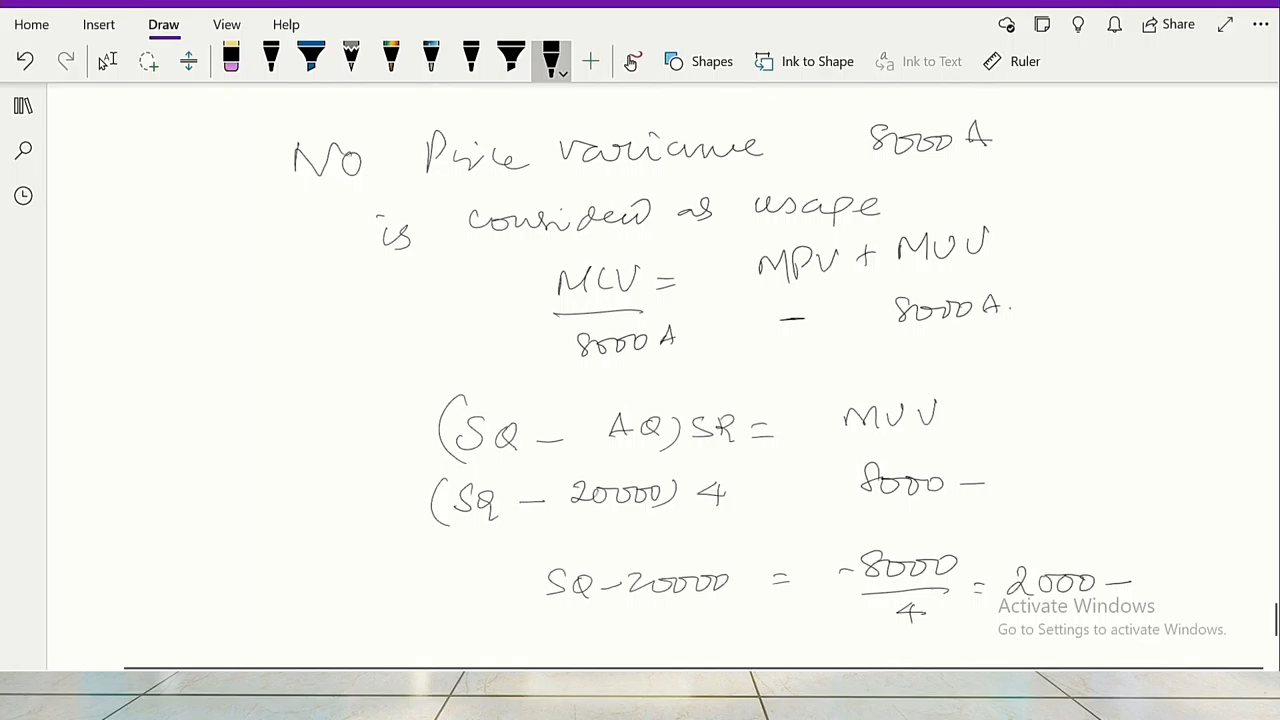 Home Insert Draw View Help Share
Shapes Ink to Shape Ink to Text Ruler
No Price variance 8000 A
is considered as usage
MCV = MPV + MUV
8000 A - 8000 A.
(SQ - AQ) SR = MUV
(SQ - 20000) 4 8000 -
SQ - 20000 = -8000/4 = 2000 -
Activate Windows
Go to Settings to activate Windows.